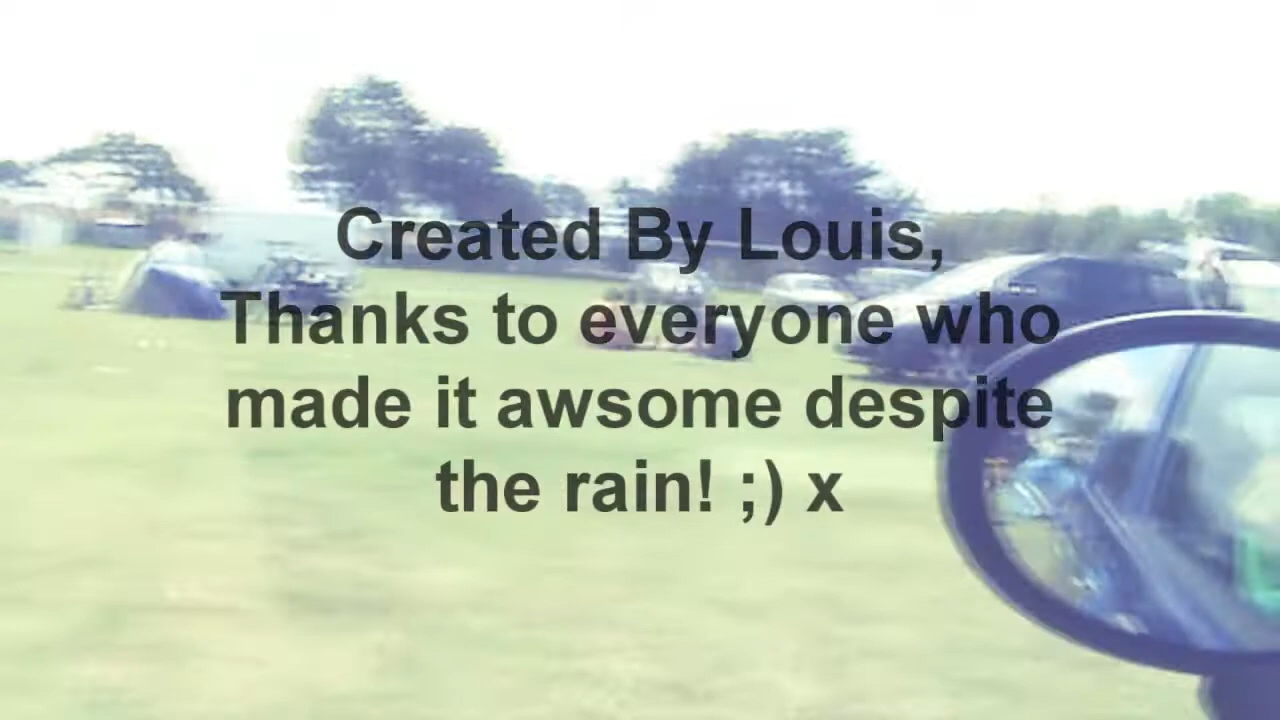 Created By Louis,
Thanks to everyone who
made it awsome despite
the rain! ;) x